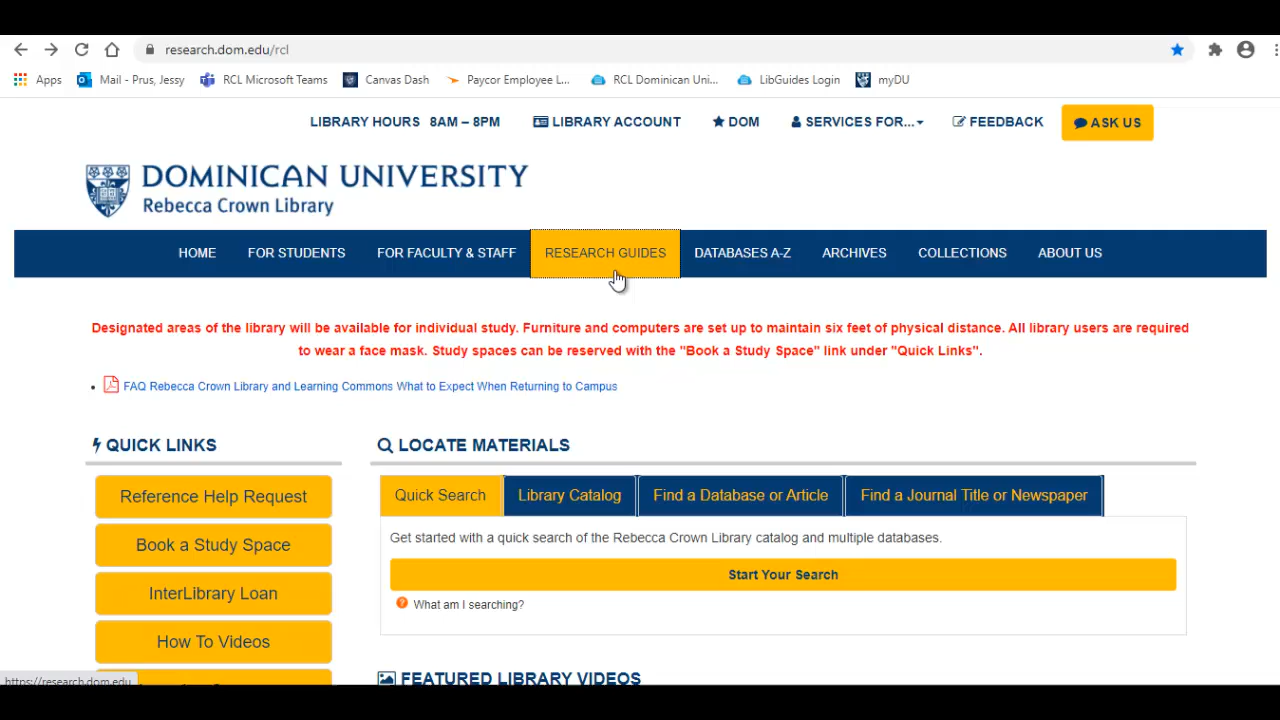 research.dom.edu/rcl
Apps Mail - Prus, Jessy RCL Microsoft Teams Canvas Dash Paycor Employee L... RCL Dominican Uni... LibGuides Login myDU
LIBRARY HOURS 8AM – 8PM LIBRARY ACCOUNT DOM SERVICES FOR... FEEDBACK ASK US
DOMINICAN UNIVERSITY
Rebecca Crown Library
HOME FOR STUDENTS FOR FACULTY & STAFF RESEARCH GUIDES DATABASES A-Z ARCHIVES COLLECTIONS ABOUT US
Designated areas of the library will be available for individual study. Furniture and computers are set up to maintain six feet of physical distance. All library users are required
to wear a face mask. Study spaces can be reserved with the "Book a Study Space" link under "Quick Links".
• FAQ Rebecca Crown Library and Learning Commons What to Expect When Returning to Campus
QUICK LINKS
Reference Help Request
Book a Study Space
InterLibrary Loan
How To Videos
LOCATE MATERIALS
Quick Search Library Catalog Find a Database or Article Find a Journal Title or Newspaper
Get started with a quick search of the Rebecca Crown Library catalog and multiple databases.
Start Your Search
What am I searching?
FEATURED LIBRARY VIDEOS
https://research.dom.edu